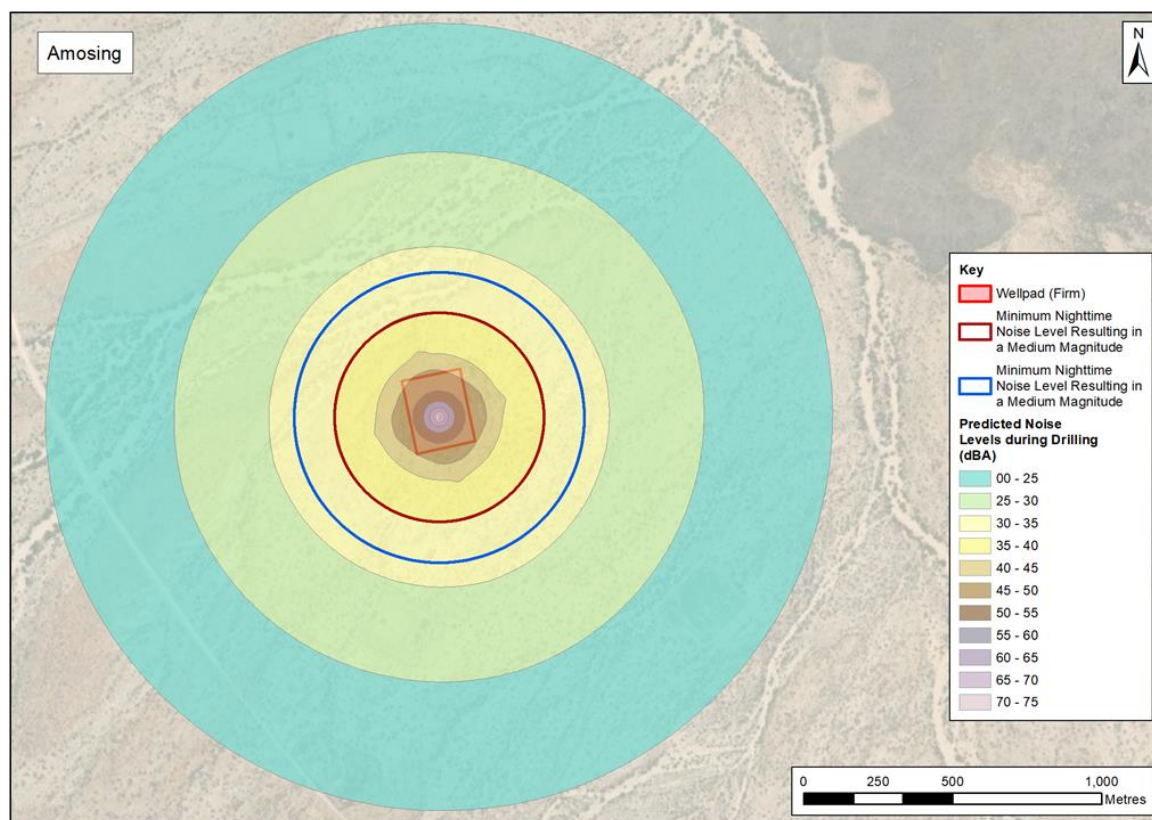 Amosing
N
Key
Wellpad (Firm)
Minimum Nighttime
Noise Level Resulting in
a Medium Magnitude
Minimum Nighttime
Noise Level Resulting in
a Medium Magnitude
Predicted Noise
Levels during Drilling
(dBA)
00 - 25
25 - 30
30 - 35
35 - 40
40 - 45
45 - 50
50 - 55
55 - 60
60 - 65
65 - 70
70 - 75
0 250 500 1,000
Metres